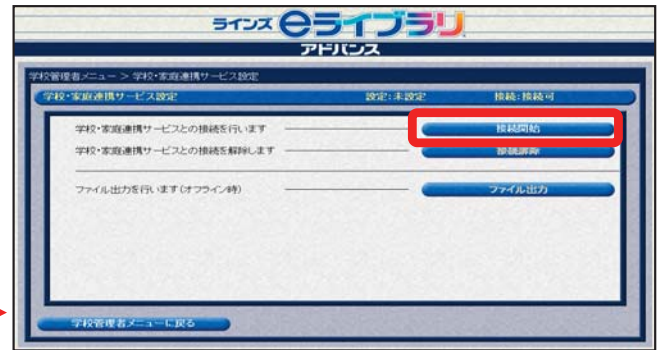 ラインズ eライブラリ
アドバンス
学校管理者メニュー > 学校・家庭連携サービス設定
学校・家庭連携サービス設定 設定:未設定 接続:接続可
学校・家庭連携サービスとの接続を行います 接続開始
学校・家庭連携サービスとの接続を解除します 接続解除
ファイル出力を行います(オフライン時) ファイル出力
学校管理者メニューに戻る